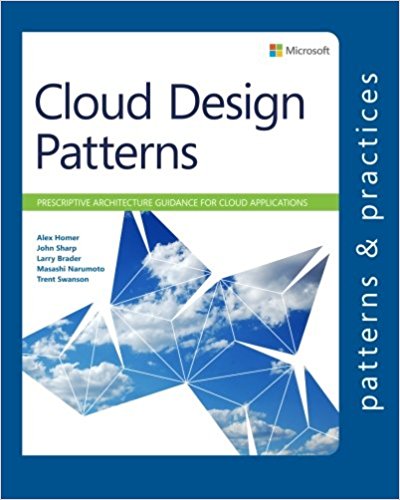 Microsoft
Cloud Design
Patterns
PRESCRIPTIVE ARCHITECTURE GUIDANCE FOR CLOUD APPLICATIONS
Alex Homer
John Sharp
Larry Brader
Masashi Narumoto
Trent Swanson
patterns & practices